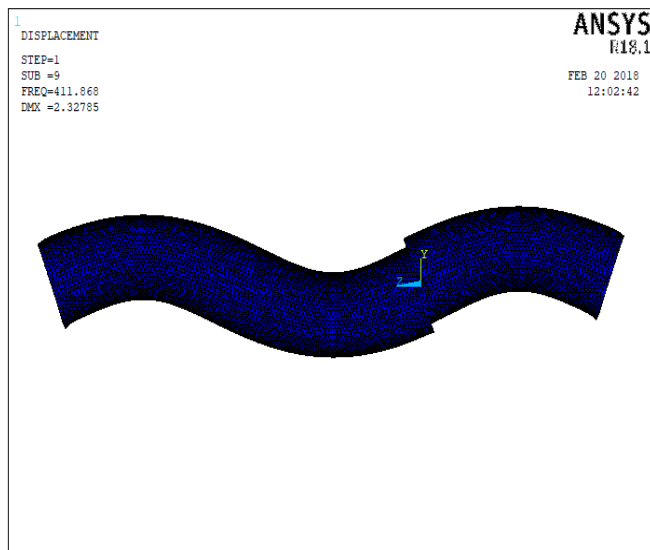 1
DISPLACEMENT
STEP=1
SUB =9
FREQ=411.868
DMX =2.32785
ANSYS
R18.1
FEB 20 2018
12:02:42
Y
Z